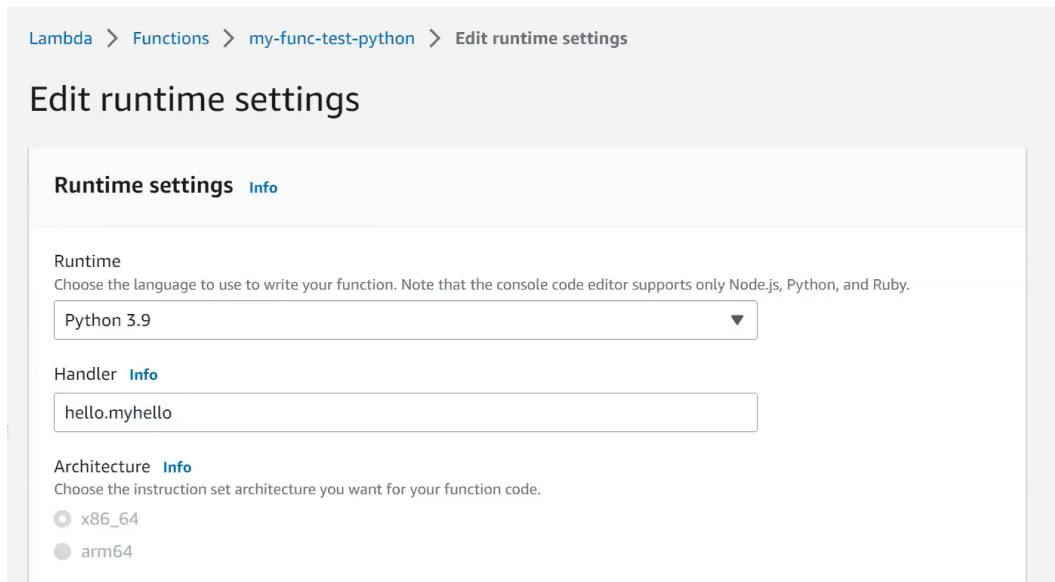 Lambda > Functions > my-func-test-python > Edit runtime settings
Edit runtime settings
Runtime settings Info
Runtime
Choose the language to use to write your function. Note that the console code editor supports only Node.js, Python, and Ruby.
Python 3.9
Handler Info
hello.myhello
Architecture Info
Choose the instruction set architecture you want for your function code.
x86_64
arm64